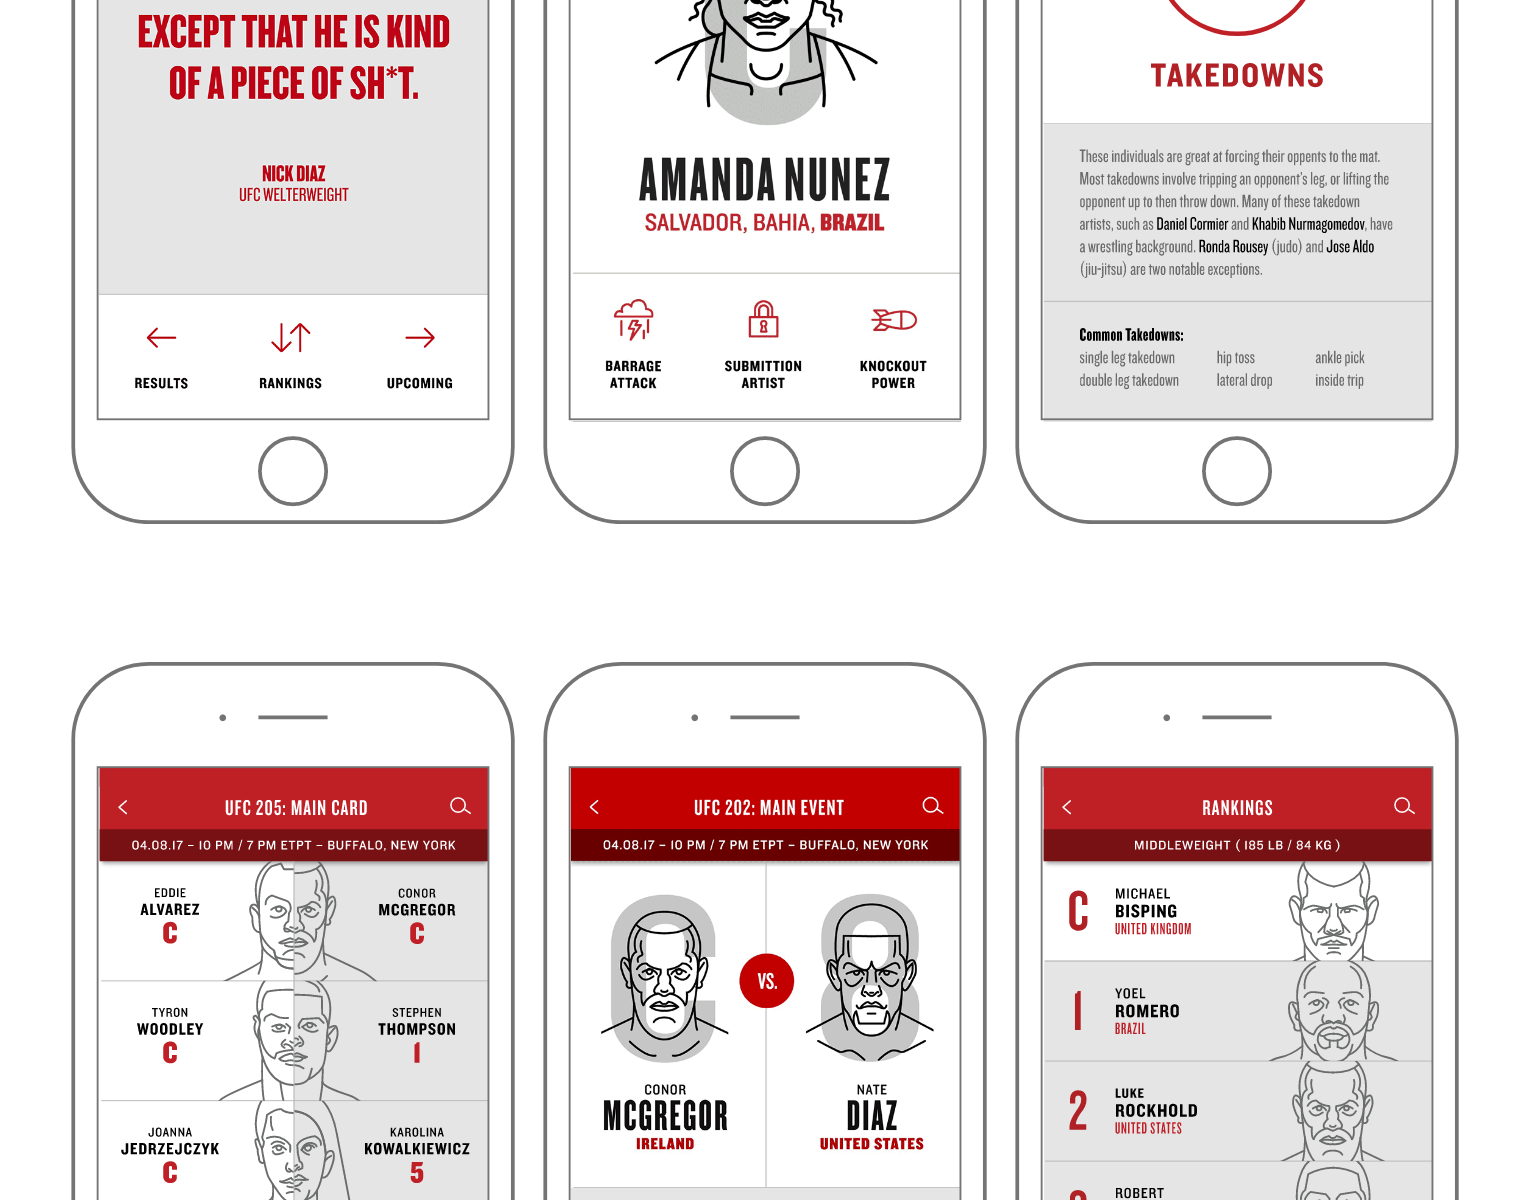 EXCEPT THAT HE IS KIND
OF A PIECE OF SH*T.
NICK DIAZ
UFC WELTERWEIGHT
RESULTS
RANKINGS
UPCOMING
AMANDA NUNEZ
SALVADOR, BAHIA, BRAZIL
BARRAGE
ATTACK
SUBMITTION
ARTIST
KNOCKOUT
POWER
TAKEDOWNS
These individuals are great at forcing their oppents to the mat.
Most takedowns involve tripping an opponent's leg, or lifting the
opponent up to then throw down. Many of these takedown
artists, such as Daniel Cormier and Khabib Nurmagomedov, have
a wrestling background. Ronda Rousey (judo) and Jose Aldo
(jiu-jitsu) are two notable exceptions.
Common Takedowns:
single leg takedown hip toss ankle pick
double leg takedown lateral drop inside trip
UFC 205: MAIN CARD
04.08.17 – 10 PM / 7 PM ETPT – BUFFALO, NEW YORK
EDDIE
ALVAREZ
C
CONOR
MCGREGOR
C
TYRON
WOODLEY
C
STEPHEN
THOMPSON
1
JOANNA
JEDRZEJCZYK
C
KAROLINA
KOWALKIEWICZ
5
UFC 202: MAIN EVENT
04.08.17 – 10 PM / 7 PM ETPT – BUFFALO, NEW YORK
VS.
CONOR
MCGREGOR
IRELAND
NATE
DIAZ
UNITED STATES
RANKINGS
MIDDLEWEIGHT ( 185 LB / 84 KG )
C
MICHAEL
BISPING
UNITED KINGDOM
1
YOEL
ROMERO
BRAZIL
2
LUKE
ROCKHOLD
UNITED STATES
ROBERT